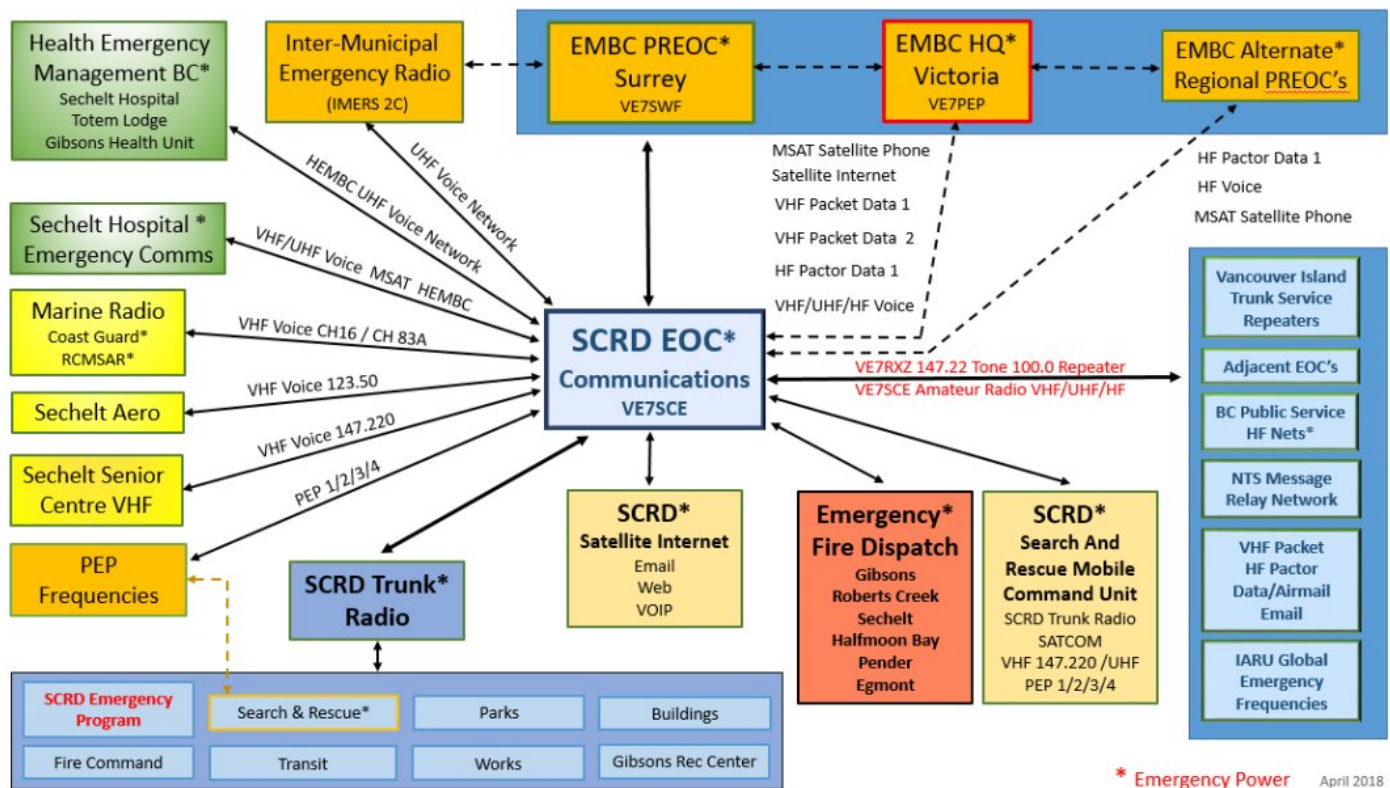 Health Emergency
Management BC*
Sechelt Hospital
Totem Lodge
Gibsons Health Unit
Inter-Municipal
Emergency Radio
(IMERS 2C)
EMBC PREOC*
Surrey
VE7SWF
EMBC HQ*
Victoria
VE7PEP
EMBC Alternate*
Regional PREOC's
UHF Voice Network
HEMBC UHF Voice Network
MSAT Satellite Phone
Satellite Internet
VHF Packet Data 1
VHF Packet Data 2
HF Pactor Data 1
VHF/UHF/HF Voice
HF Pactor Data 1
HF Voice
MSAT Satellite Phone
Sechelt Hospital *
Emergency Comms
VHF/UHF Voice MSAT HEMBC
Marine Radio
Coast Guard*
RCMSAR*
VHF Voice CH16 / CH 83A
Sechelt Aero
VHF Voice 123.50
Sechelt Senior
Centre VHF
VHF Voice 147.220
PEP
Frequencies
PEP 1/2/3/4
SCRD EOC*
Communications
VE7SCE
VE7RXZ 147.22 Tone 100.0 Repeater
VE7SCE Amateur Radio VHF/UHF/HF
Vancouver Island
Trunk Service
Repeaters
Adjacent EOC's
BC Public Service
HF Nets*
NTS Message
Relay Network
VHF Packet
HF Pactor
Data/Airmail
Email
IARU Global
Emergency
Frequencies
SCRD Trunk*
Radio
SCRD*
Satellite Internet
Email
Web
VOIP
Emergency*
Fire Dispatch
Gibsons
Roberts Creek
Sechelt
Halfmoon Bay
Pender
Egmont
SCRD*
Search And
Rescue Mobile
Command Unit
SCRD Trunk Radio
SATCOM
VHF 147.220 /UHF
PEP 1/2/3/4
SCRD Emergency
Program
Search & Rescue*
Parks
Buildings
Fire Command
Transit
Works
Gibsons Rec Center
* Emergency Power
April 2018